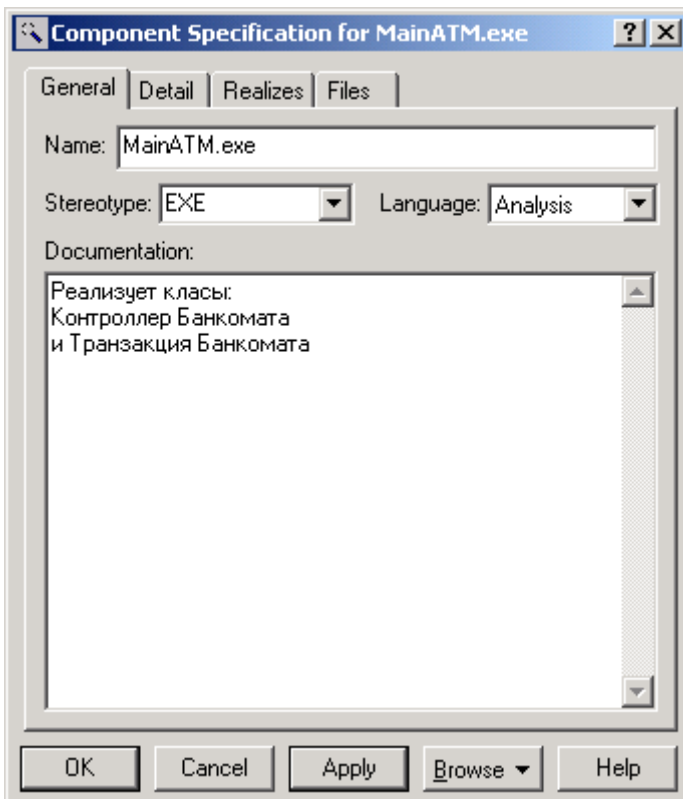 Component Specification for MainATM.exe
General Detail Realizes Files
Name: MainATM.exe
Stereotype: EXE Language: Analysis
Documentation:
Реализует класы:
Контроллер Банкомата
и Транзакция Банкомата
OK Cancel Apply Browse Help